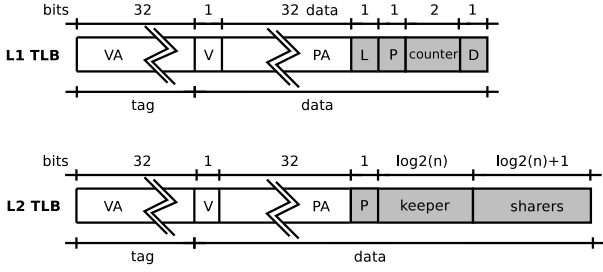 bits 32 1 32 data 1 1 2 1
L1 TLB VA V PA L P counter D
tag data
bits 32 1 32 1 log2(n) log2(n)+1
L2 TLB VA V PA P keeper sharers
tag data